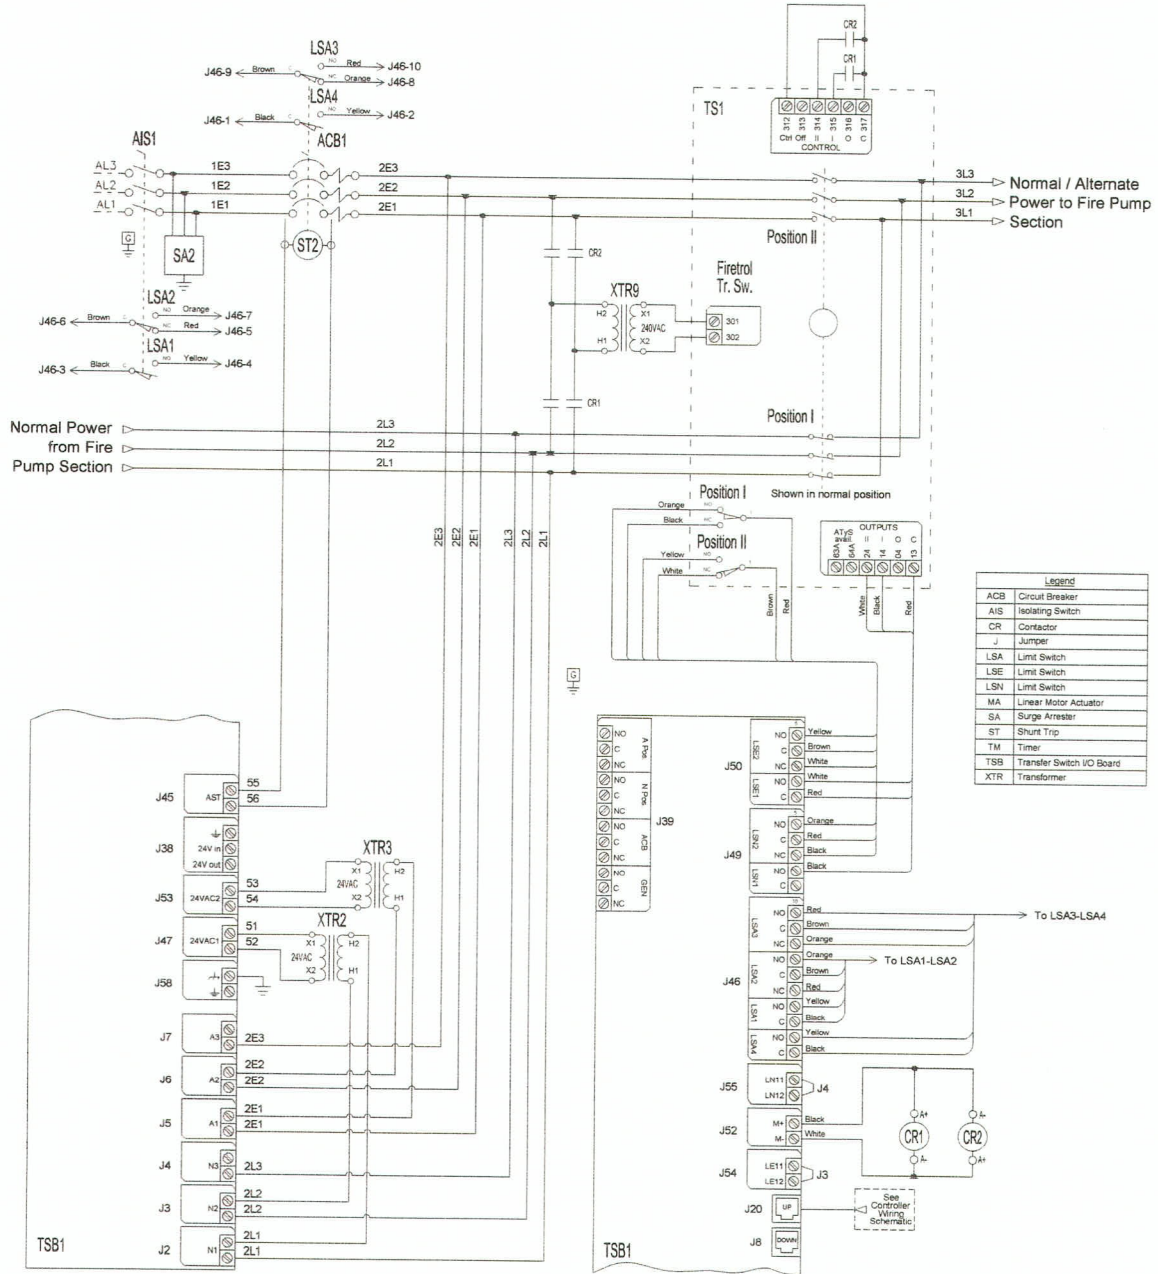 LSA3
NO Red J46-10
J46-9 Brown C
NC Orange J46-8
LSA4
NO Yellow J46-2
J46-1 Black C
ACB1
AIS1
AL3 1E3 2E3
AL2 1E2 2E2
AL1 1E1 2E1
G
SA2
ST2
LSA2
NO Orange J46-7
J46-6 Brown C
NC Red J46-5
LSA1
NO Yellow J46-4
J46-3 Black C
CR2
CR1
TS1
312 313 314 315 316 317
Ctrl Off II I O C
CONTROL
3L3
3L2
3L1
Normal / Alternate
Power to Fire Pump
Section
Position II
CR2
XTR9
H2 X1
240VAC
H1 X2
Firetrol
Tr. Sw.
301
302
CR1
Normal Power
from Fire
Pump Section
2L3
2L2
2L1
Position I
Shown in normal position
2E3 2E2 2E1 2L3 2L2 2L1
Position I
Orange NO
Black NC
Position II
Yellow NO
White NC
Brown Red
OUTPUTS
ATyS
avail.
II I O C
63A 64A 24 14 04 13
White Black Red
G
Legend
ACB Circuit Breaker
AIS Isolating Switch
CR Contactor
J Jumper
LSA Limit Switch
LSE Limit Switch
LSN Limit Switch
MA Linear Motor Actuator
SA Surge Arrester
ST Shunt Trip
TM Timer
TSB Transfer Switch I/O Board
XTR Transformer
J45 AST 55
56
J38
24V in
24V out
J53 24VAC2 53
54
XTR3
X1 H2
24VAC
X2 H1
J47 24VAC1 51
52
XTR2
X1 H2
24VAC
X2 H1
J58
J7 A3 2E3
J6 A2 2E2
2E2
J5 A1 2E1
2E1
J4 N3 2L3
J3 N2 2L2
2L2
J2 N1 2L1
2L1
TSB1
NO
C A Pos.
NC
NO
C N Pos.
NC
NO
C ACB
NC
NO
C GEN
NC
J39
J50
LSE2 NO Yellow
C Brown
NC White
LSE1 NO White
C Red
J49
LSN2 NO Orange
C Red
NC Black
LSN1 NO Black
C
J46
LSA3 NO Red
C Brown
NC Orange
LSA2 NO Orange
C Brown
NC Red
LSA1 NO Yellow
C Black
LSA4 NO Yellow
C Black
To LSA3-LSA4
To LSA1-LSA2
J55 LN11
LN12
J4
J52 M+ Black
M- White
A+ CR1 A-
A- CR2 A+
J54 LE11
LE12
J3
J20 UP
See
Controller
Wiring
Schematic
J8 DOWN
TSB1